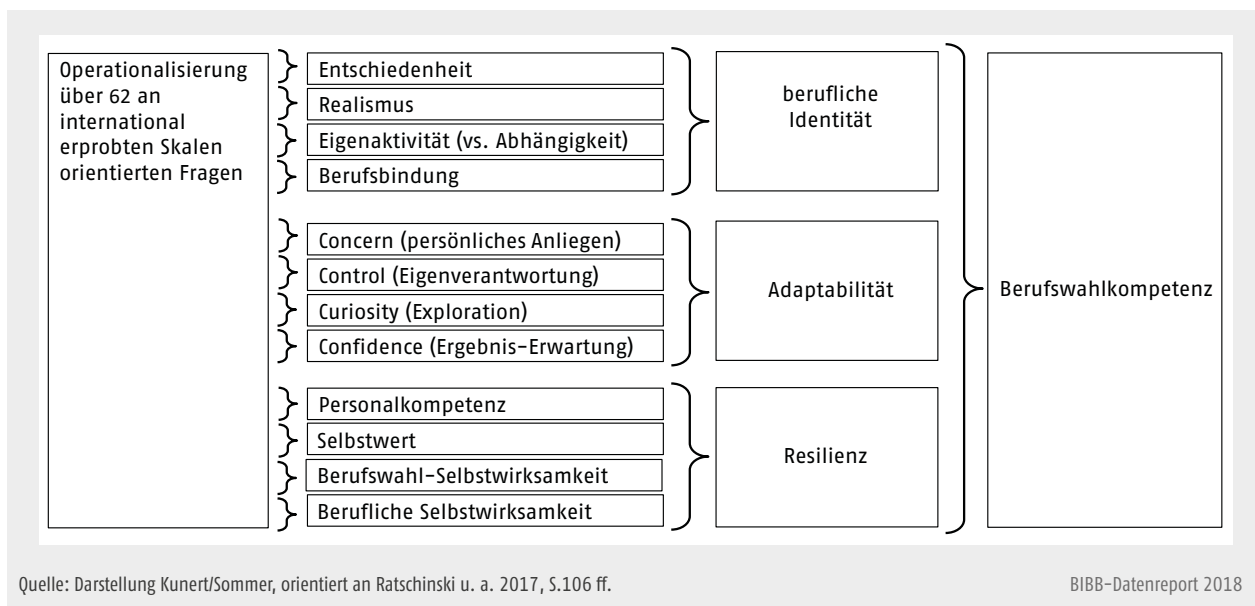 Operationalisierung
über 62 an
international
erprobten Skalen
orientierten Fragen
Entschiedenheit
Realismus
Eigenaktivität (vs. Abhängigkeit)
Berufsbindung
berufliche
Identität
Concern (persönliches Anliegen)
Control (Eigenverantwortung)
Curiosity (Exploration)
Confidence (Ergebnis-Erwartung)
Adaptabilität
Personalkompetenz
Selbstwert
Berufswahl-Selbstwirksamkeit
Berufliche Selbstwirksamkeit
Resilienz
Berufswahlkompetenz
Quelle: Darstellung Kunert/Sommer, orientiert an Ratschinski u. a. 2017, S.106 ff.
BIBB-Datenreport 2018